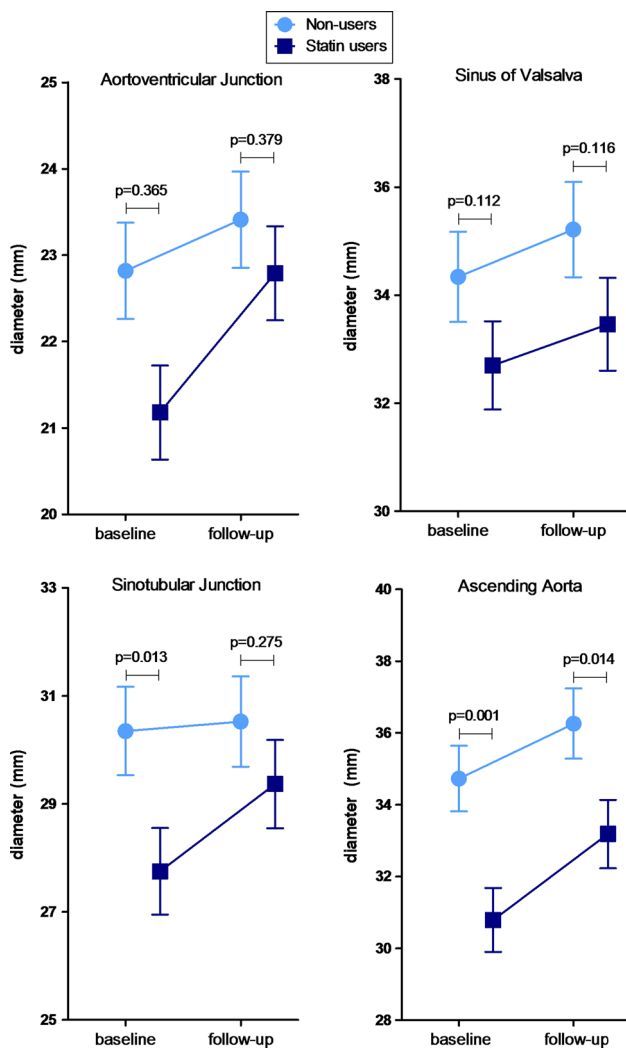 Non-users
Statin users
Aortoventricular Junction
diameter (mm)
25
24
23
22
21
20
p=0.365
p=0.379
baseline
follow-up
Sinus of Valsalva
diameter (mm)
38
36
34
32
30
p=0.112
p=0.116
baseline
follow-up
Sinotubular Junction
diameter (mm)
33
31
29
27
25
p=0.013
p=0.275
baseline
follow-up
Ascending Aorta
diameter (mm)
40
38
36
34
32
30
28
p=0.001
p=0.014
baseline
follow-up